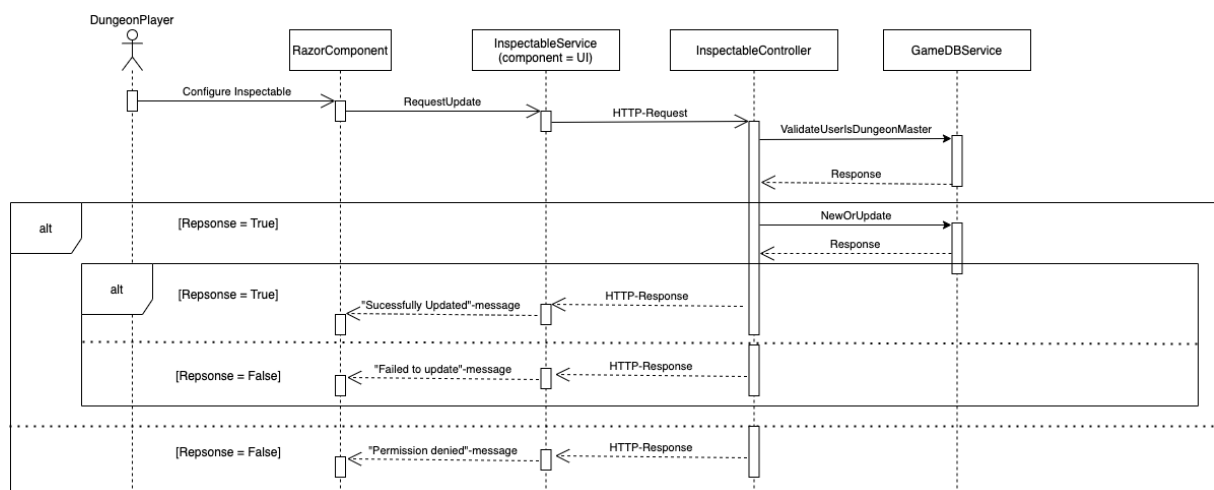 DungeonPlayer
RazorComponent
InspectableService
(component = UI)
InspectableController
GameDBService
Configure Inspectable
RequestUpdate
HTTP-Request
ValidateUserIsDungeonMaster
Response
alt
[Repsonse = True]
NewOrUpdate
Response
alt
[Repsonse = True]
"Sucessfully Updated"-message
HTTP-Response
[Repsonse = False]
"Failed to update"-message
HTTP-Response
[Repsonse = False]
"Permission denied"-message
HTTP-Response